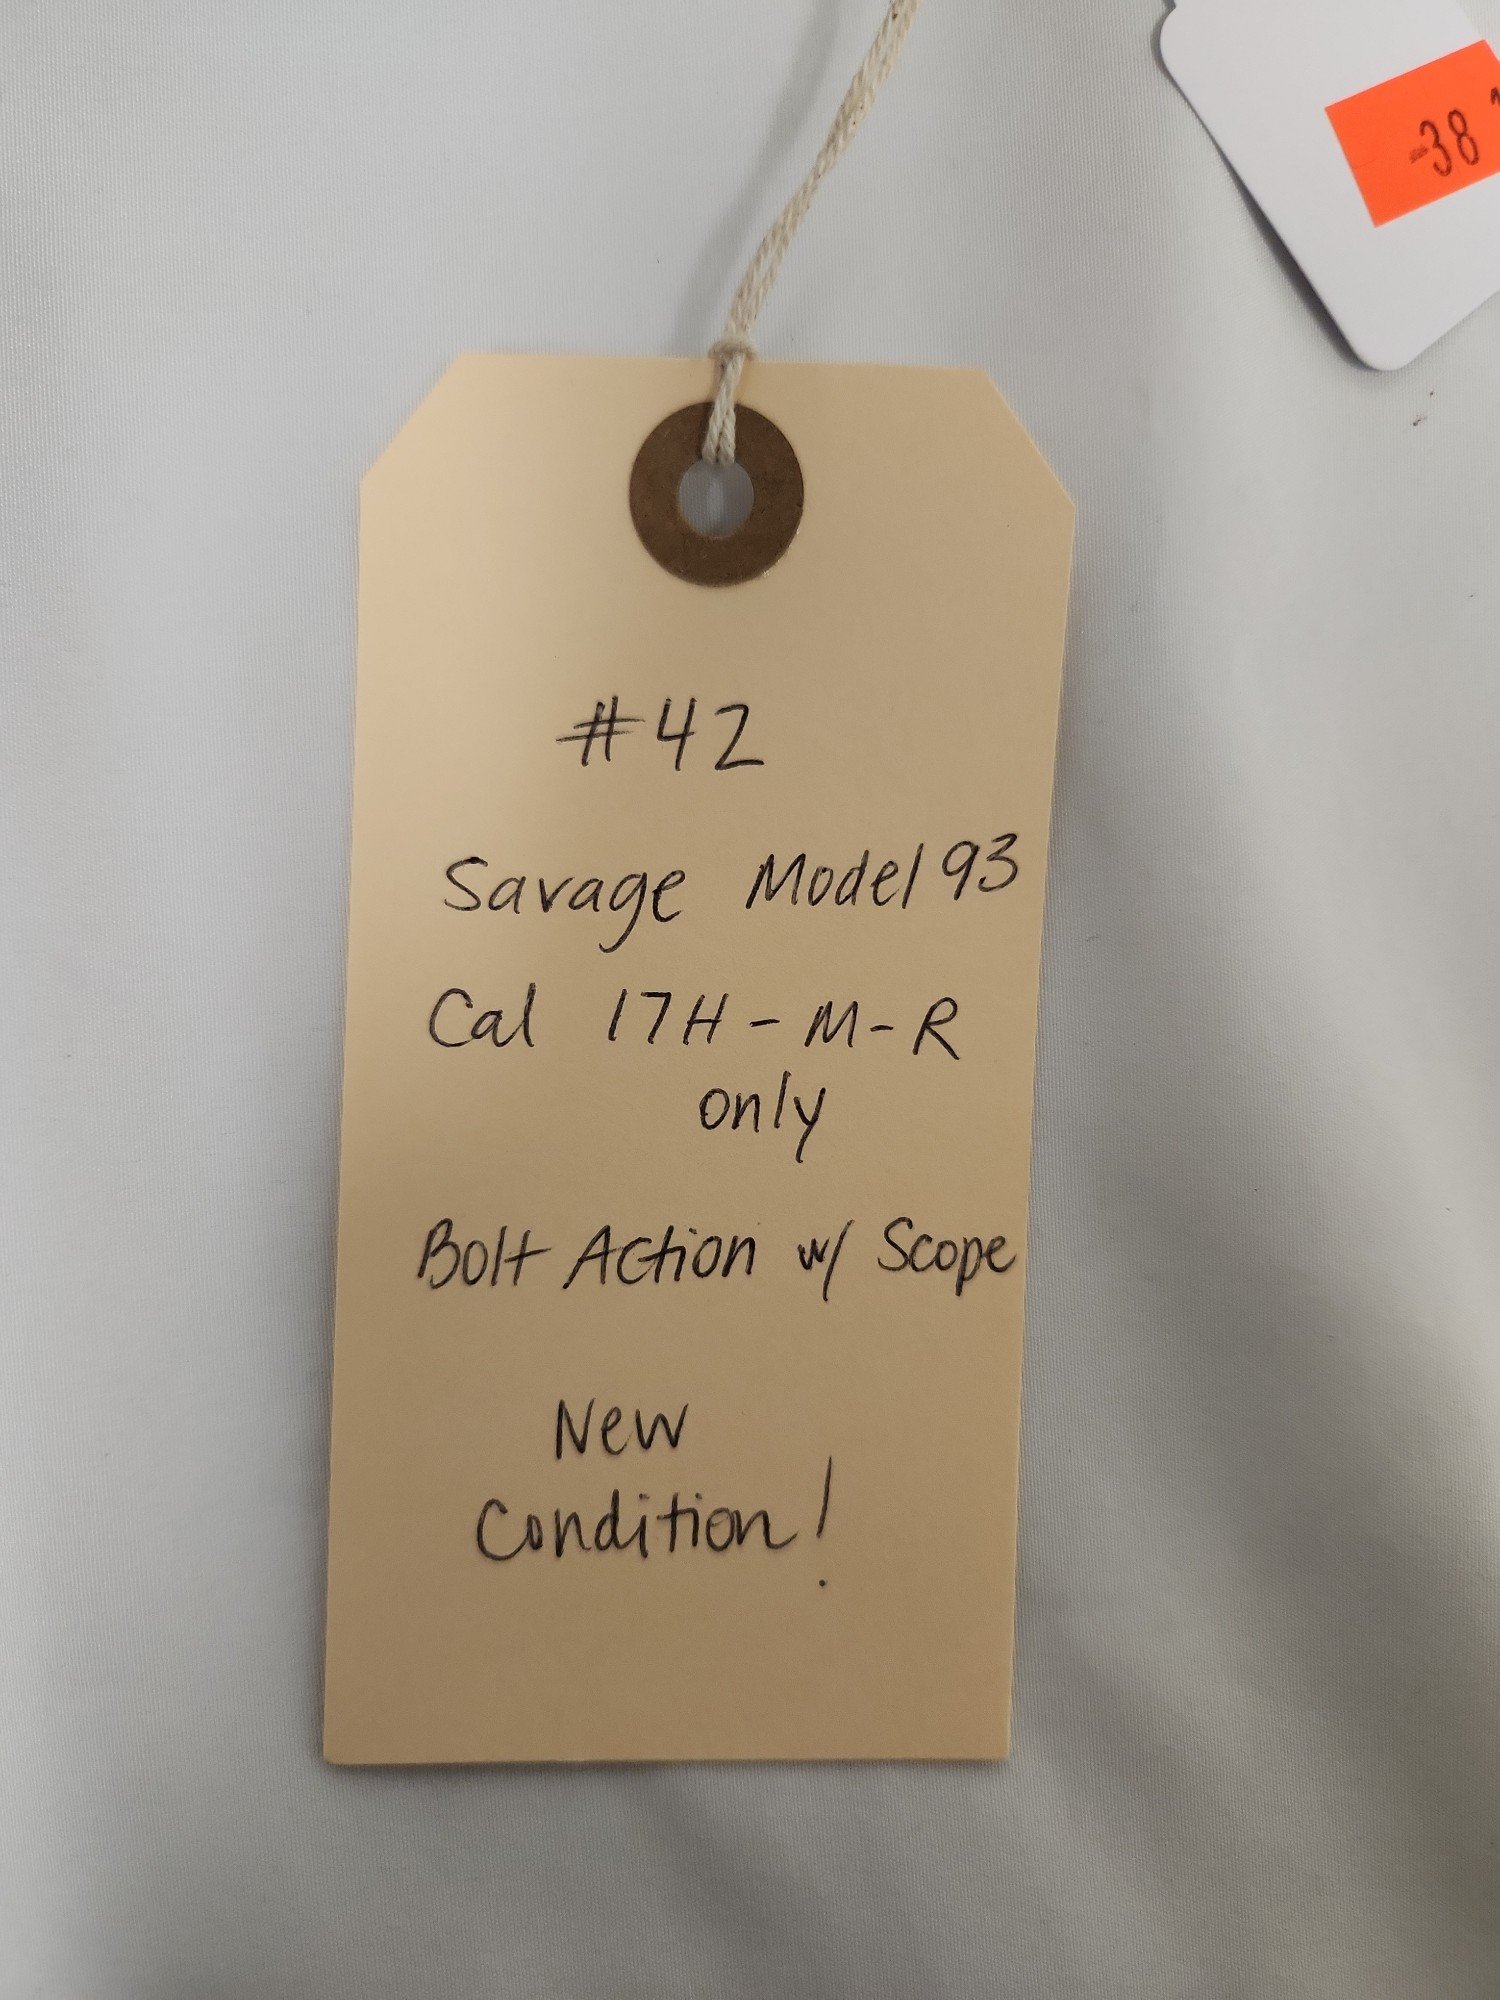 -38
#42
Savage Model 93
Cal 17H-M-R
only
Bolt Action w/ Scope
New
Condition!